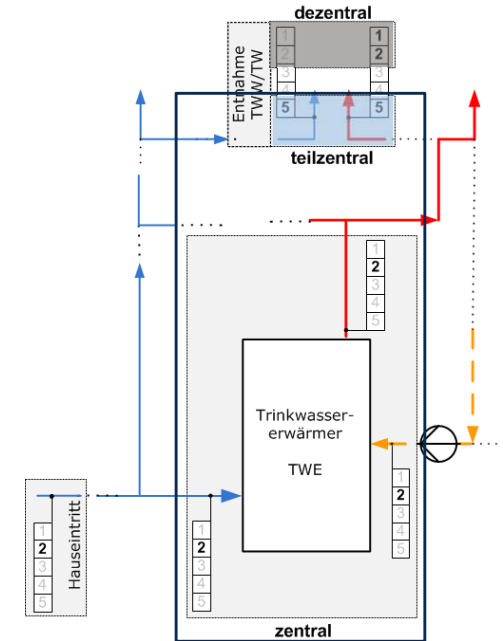 dezentral
1 1
2 2
3 3
4 4
5 5
Entnahme
TWW/TW
teilzentral
1
2
3
4
5
Trinkwasser-
erwärmer
TWE
1
2
3
4
5
1
2
3
4
5
Hauseintritt
1
2
3
4
5
zentral